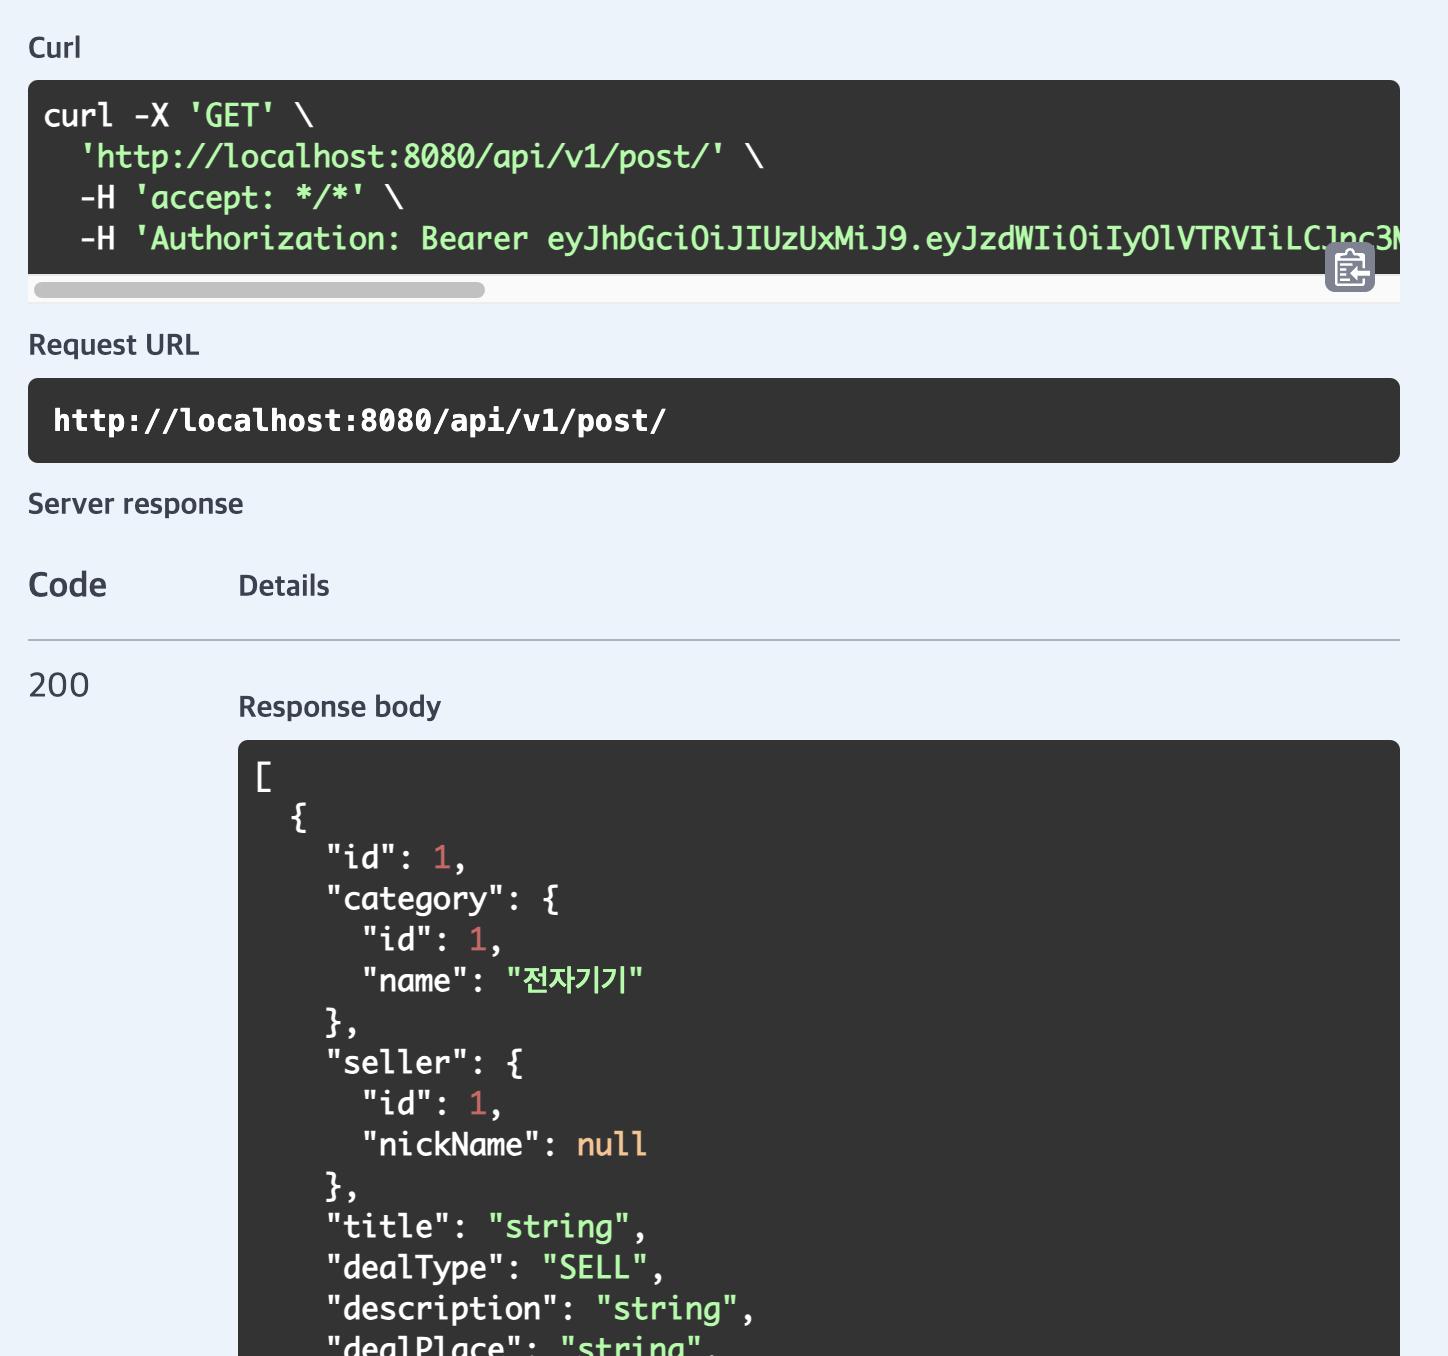 Curl
curl -X 'GET' \
'http://localhost:8080/api/v1/post/' \
-H 'accept: */*' \
-H 'Authorization: Bearer eyJhbGciOiJIUzUxMiJ9.eyJzdWIiOiIyOlVTRVIiLCJpc3M
Request URL
http://localhost:8080/api/v1/post/
Server response
Code Details
200
Response body
[
{
"id": 1,
"category": {
"id": 1,
"name": "전자기기"
},
"seller": {
"id": 1,
"nickName": null
},
"title": "string",
"dealType": "SELL",
"description": "string",
"dealPlace": "string",